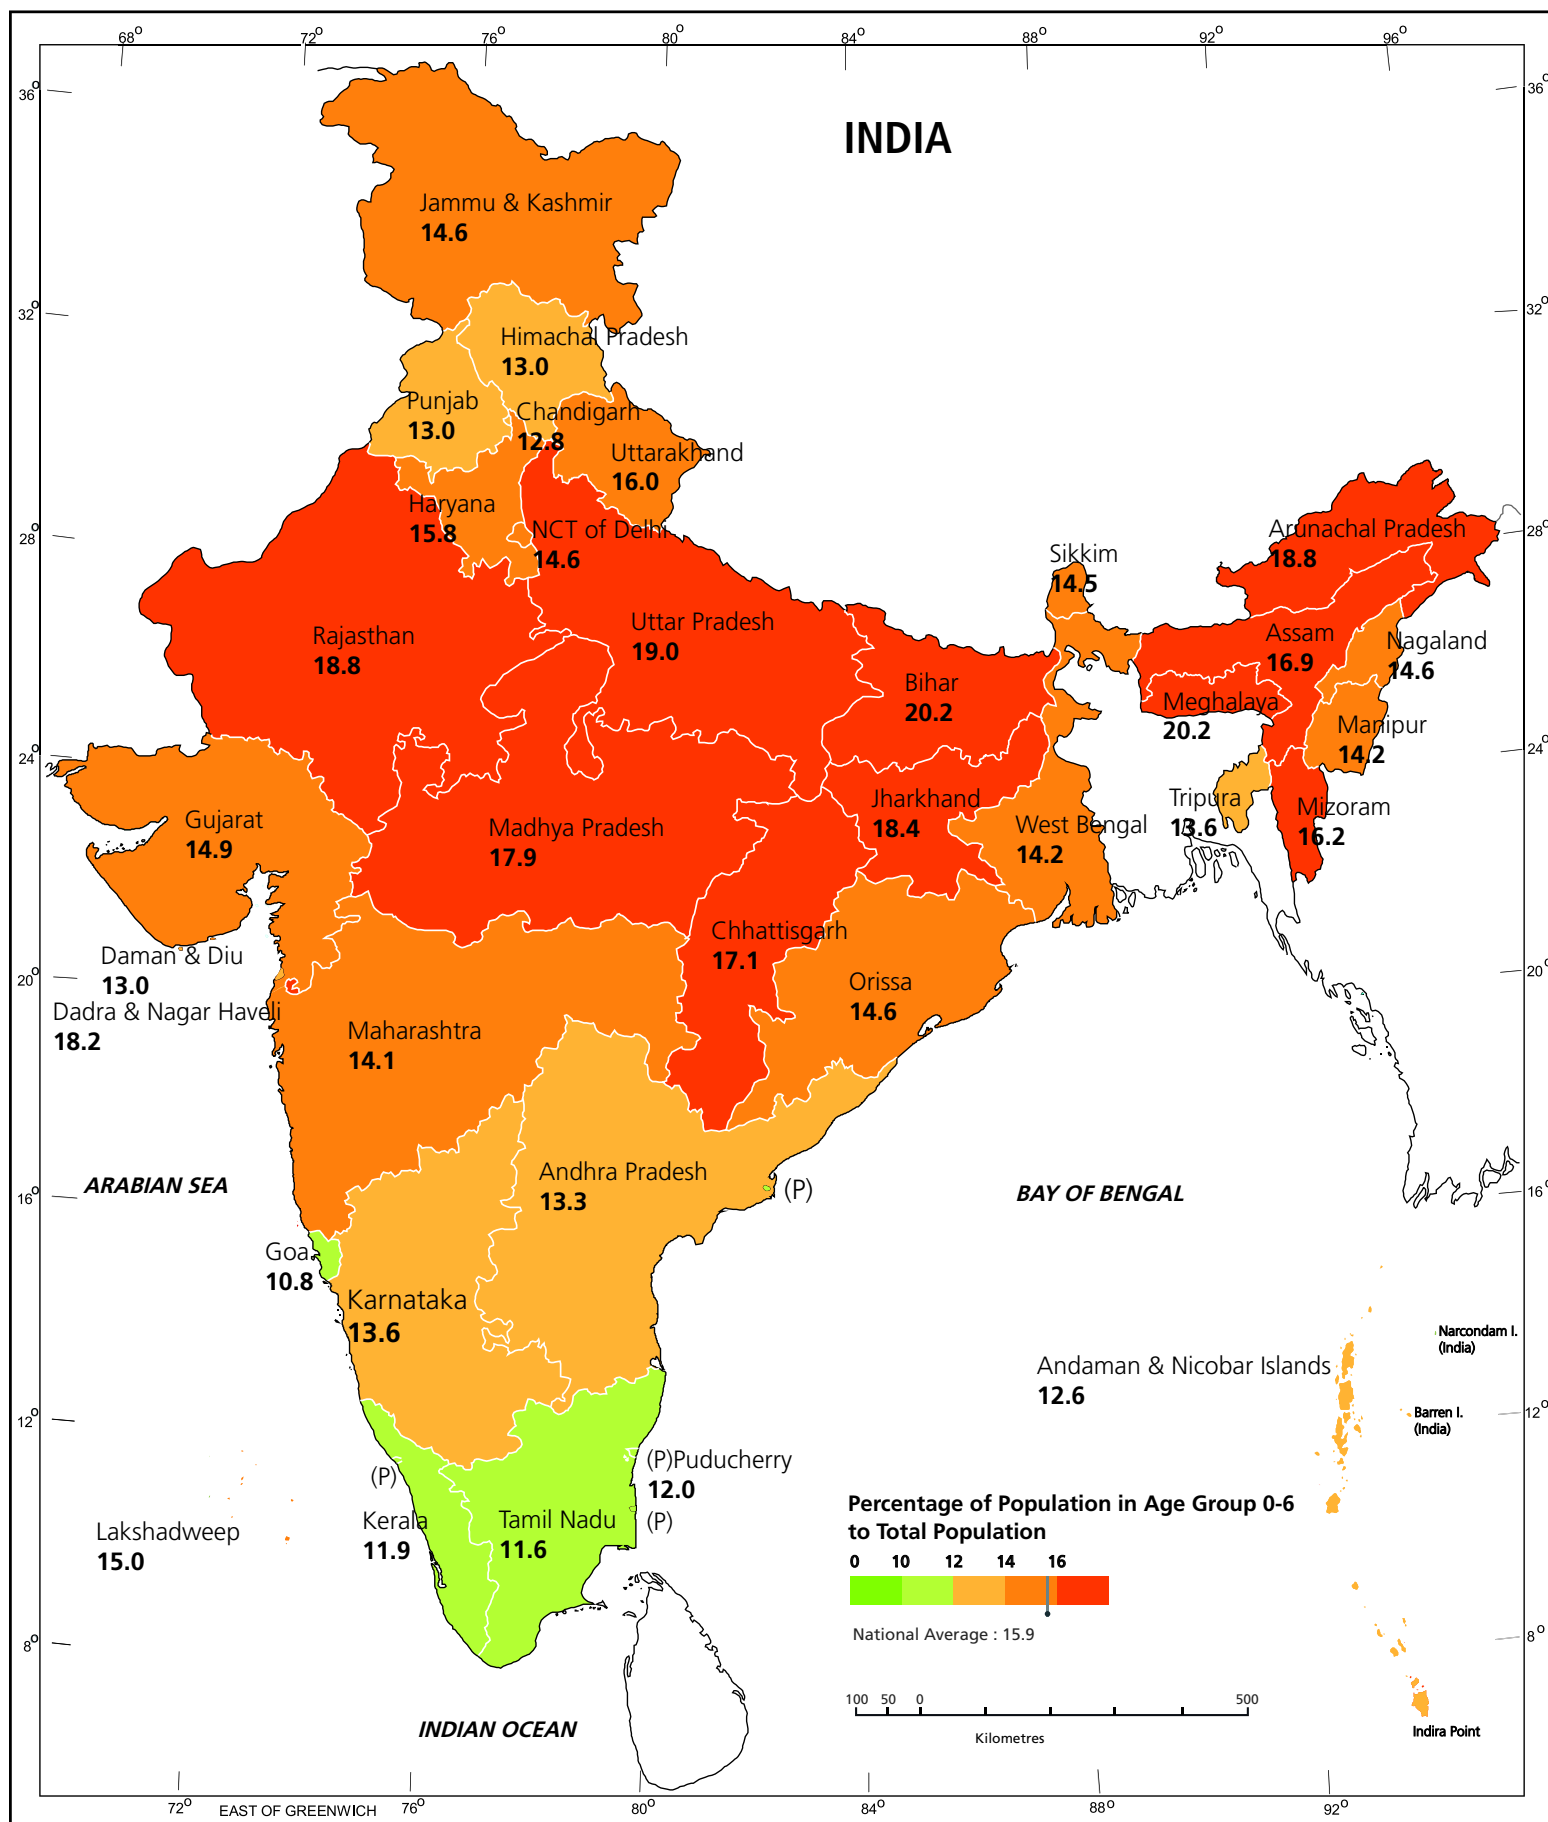 68° 72° 76° 80° 84° 88° 92° 96°
36° 36°
INDIA
Jammu & Kashmir
14.6
32° 32°
Himachal Pradesh
13.0
Punjab
13.0
Chandigarh
12.8
Uttarakhand
16.0
Haryana
15.8
NCT of Delhi
14.6
28° 28°
Arunachal Pradesh
18.8
Sikkim
14.5
Rajasthan
18.8
Uttar Pradesh
19.0
Assam
16.9
Nagaland
14.6
Bihar
20.2
Meghalaya
20.2
Manipur
14.2
24° 24°
Gujarat
14.9
Madhya Pradesh
17.9
Jharkhand
18.4
West Bengal
14.2
Tripura
13.6
Mizoram
16.2
Chhattisgarh
17.1
Daman & Diu
13.0
20° 20°
Orissa
14.6
Dadra & Nagar Haveli
18.2
Maharashtra
14.1
Andhra Pradesh
13.3
ARABIAN SEA
(P)
BAY OF BENGAL
16° 16°
Goa
10.8
Karnataka
13.6
Narcondam I.
(India)
Andaman & Nicobar Islands
12.6
Barren I.
(India)
12° 12°
(P)
(P)Puducherry
12.0
(P)
Lakshadweep
15.0
Kerala
11.9
Tamil Nadu
11.6
Percentage of Population in Age Group 0-6
to Total Population
0 10 12 14 16
National Average : 15.9
8° 8°
100 50 0 500
Kilometres
INDIAN OCEAN
Indira Point
72° EAST OF GREENWICH 76° 80° 84° 88° 92°